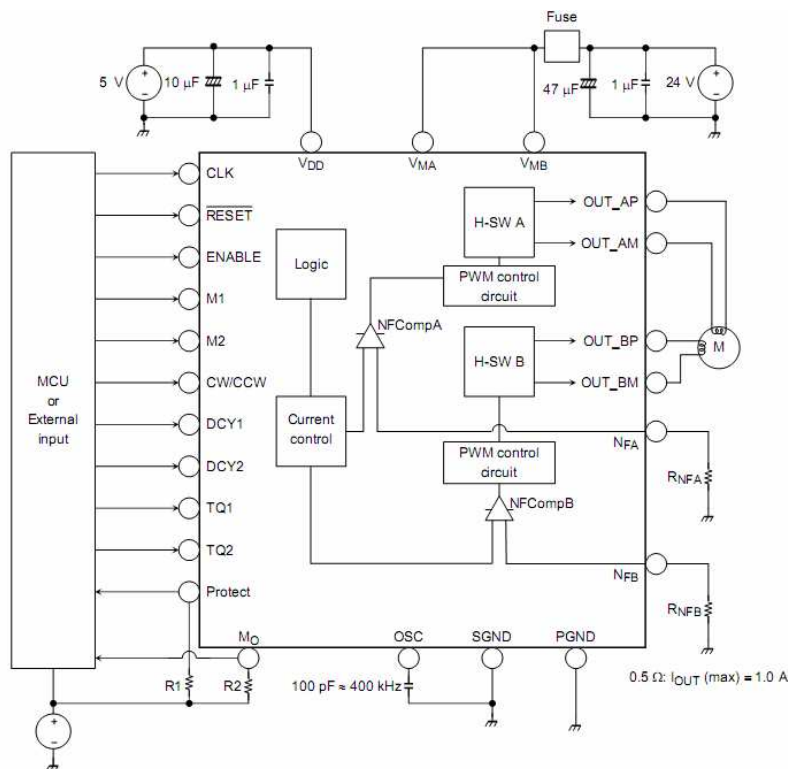 Fuse
5 V
10 µF
1 µF
47 µF
1 µF
24 V
VDD
VMA
VMB
CLK
RESET
ENABLE
M1
M2
CW/CCW
DCY1
DCY2
TQ1
TQ2
Protect
MCU
or
External
input
Logic
Current
control
NFCompA
H-SW A
PWM control
circuit
H-SW B
PWM control
circuit
NFCompB
OUT_AP
OUT_AM
OUT_BP
OUT_BM
M
NFA
RNFA
NFB
RNFB
MO
OSC
SGND
PGND
R1
R2
100 pF ≈ 400 kHz
0.5 Ω: IOUT (max) = 1.0 A